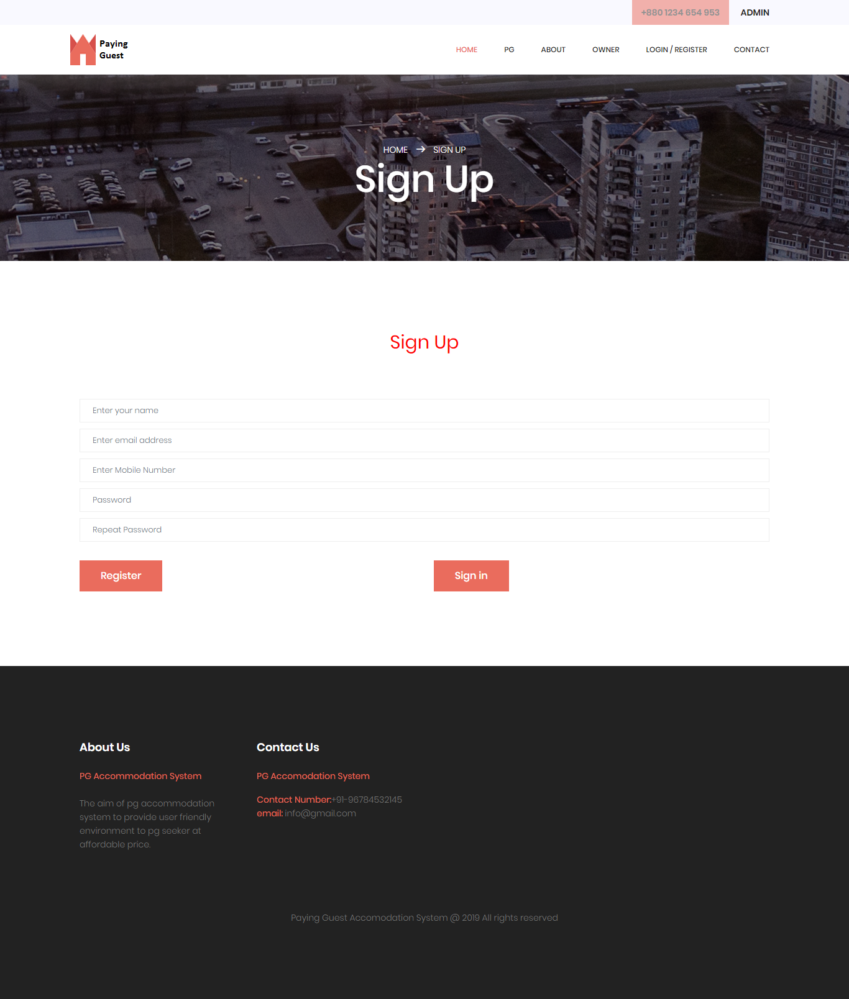 +880 1234 654 953 ADMIN
Paying
Guest
HOME PG ABOUT OWNER LOGIN / REGISTER CONTACT
HOME → SIGN UP
Sign Up
Sign Up
Enter your name
Enter email address
Enter Mobile Number
Password
Repeat Password
Register Sign in
About Us
PG Accommodation System
The aim of pg accommodation
system to provide user friendly
environment to pg seeker at
affordable price.
Contact Us
PG Accomodation System
Contact Number:+91-96784532145
email: info@gmail.com
Paying Guest Accomodation System @ 2019 All rights reserved